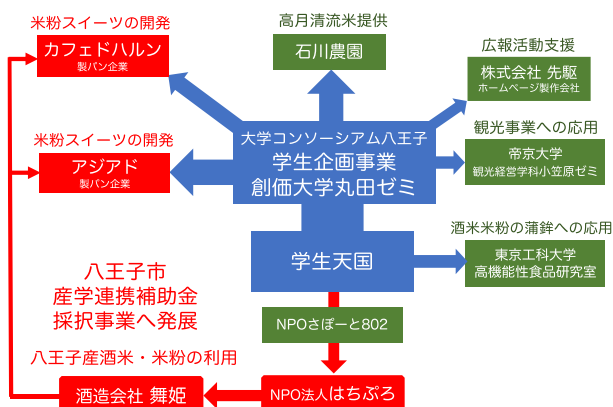 米粉スイーツの開発
カフェドハルン
製パン企業
高月清流米提供
石川農園
広報活動支援
株式会社 先駆
ホームページ製作会社
米粉スイーツの開発
アジアド
製パン企業
大学コンソーシアム八王子
学生企画事業
創価大学丸田ゼミ
観光事業への応用
帝京大学
観光経営学科小笠原ゼミ
学生天国
酒米米粉の蒲鉾への応用
東京工科大学
高機能性食品研究室
八王子市
産学連携補助金
採択事業へ発展
NPOさぽーと802
八王子産酒米・米粉の利用
酒造会社 舞姫
NPO法人はちぷろ